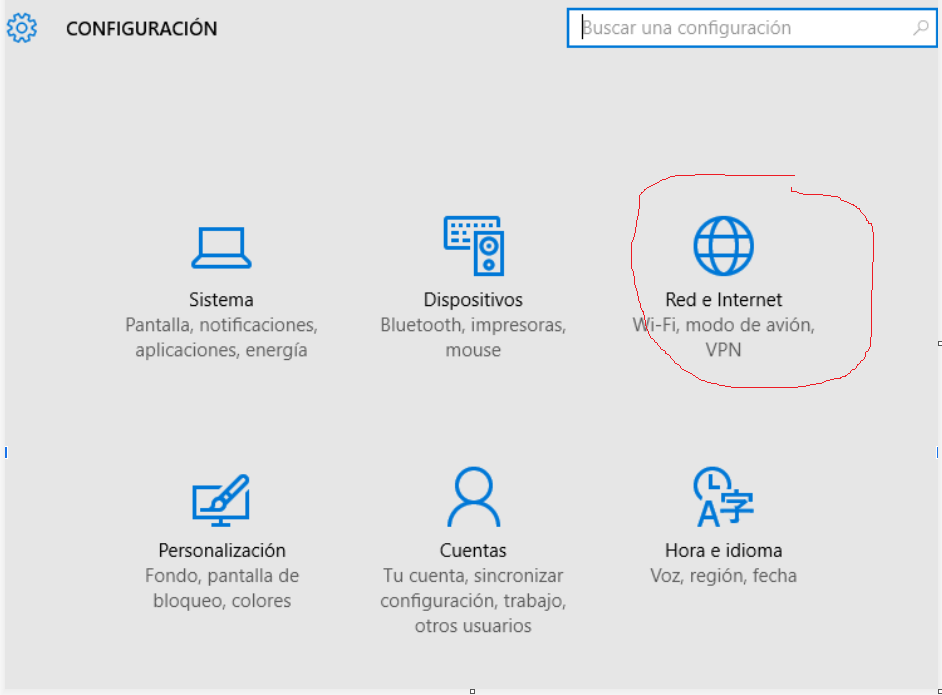 CONFIGURACIÓN
Buscar una configuración
Sistema
Pantalla, notificaciones,
aplicaciones, energía
Dispositivos
Bluetooth, impresoras,
mouse
Red e Internet
Wi-Fi, modo de avión,
VPN
Personalización
Fondo, pantalla de
bloqueo, colores
Cuentas
Tu cuenta, sincronizar
configuración, trabajo,
otros usuarios
Hora e idioma
Voz, región, fecha